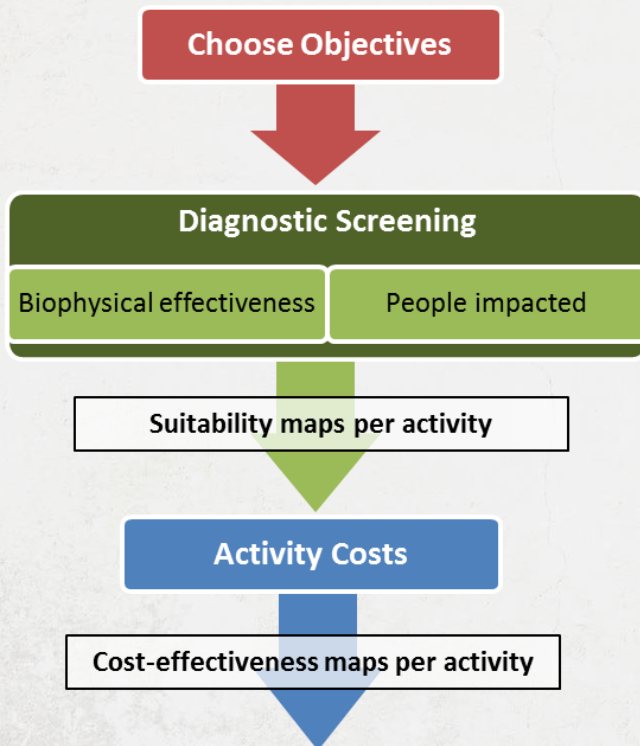 Choose Objectives
Diagnostic Screening
Biophysical effectiveness
People impacted
Suitability maps per activity
Activity Costs
Cost-effectiveness maps per activity